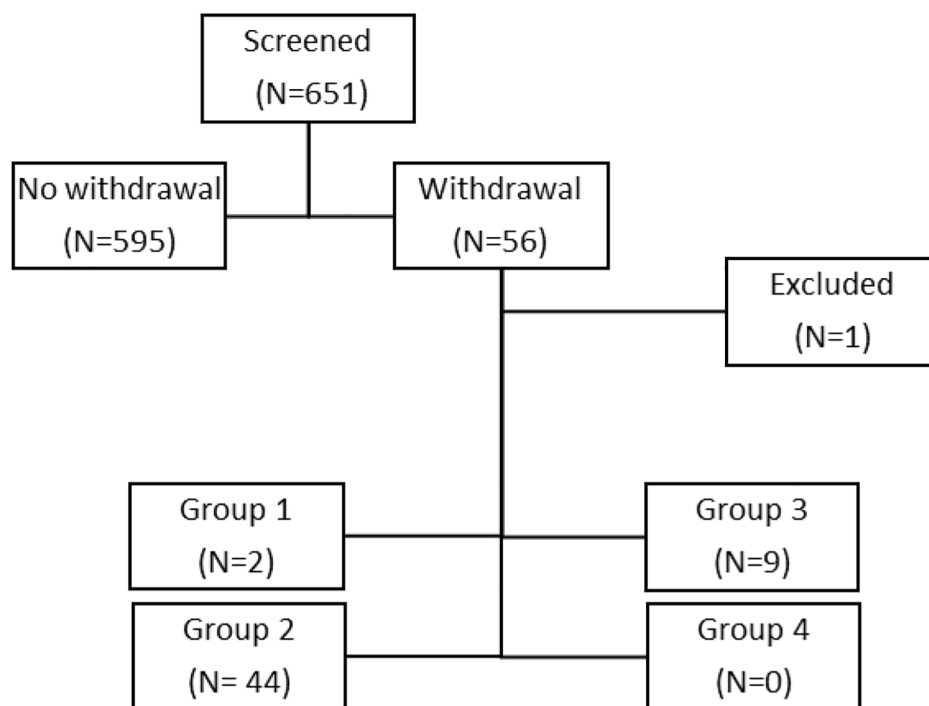 Screened
(N=651)
No withdrawal
(N=595)
Withdrawal
(N=56)
Excluded
(N=1)
Group 1
(N=2)
Group 3
(N=9)
Group 2
(N= 44)
Group 4
(N=0)